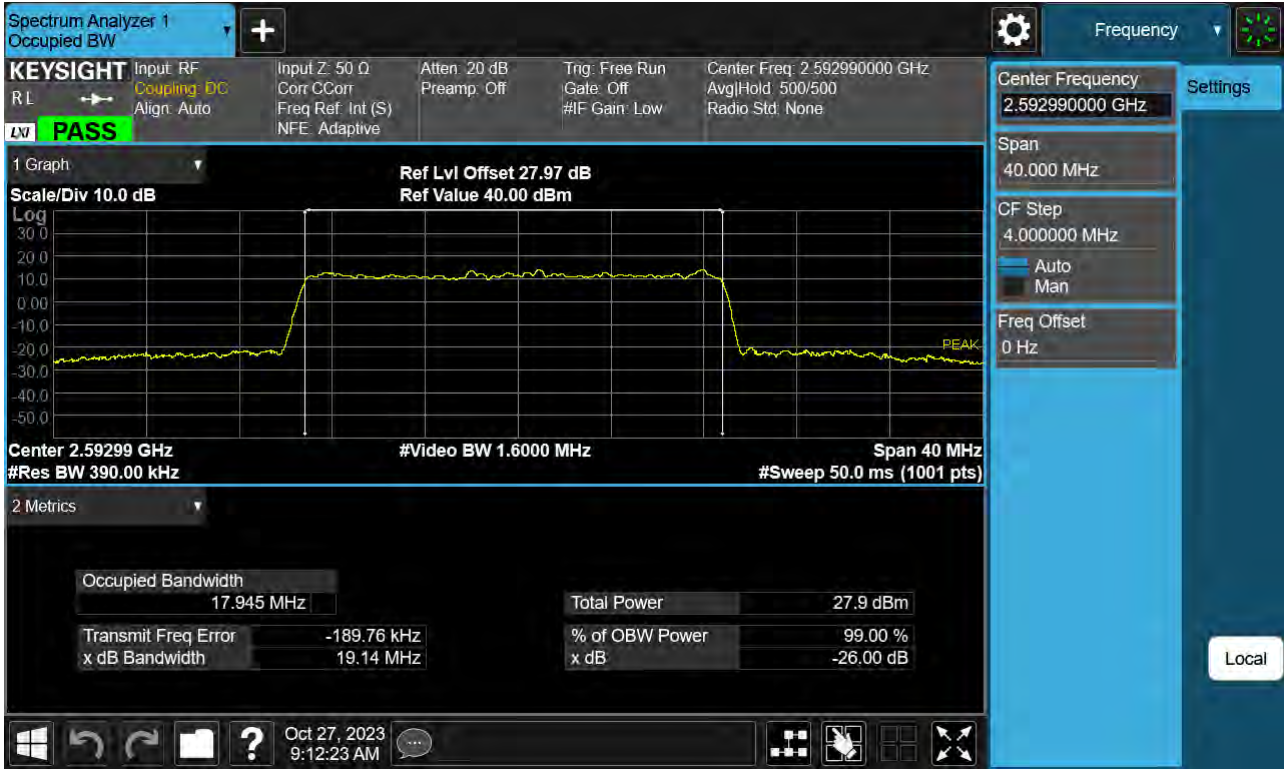 Spectrum Analyzer 1
Occupied BW
▼
+
Frequency ▼
KEYSIGHT
R L
LXI PASS
Input: RF
Coupling: DC
Align: Auto
Input Z: 50 Ω
Corr CCorr
Freq Ref: Int (S)
NFE: Adaptive
Atten: 20 dB
Preamp: Off
Trig: Free Run
Gate: Off
#IF Gain: Low
Center Freq: 2.592990000 GHz
Avg|Hold: 500/500
Radio Std: None
Center Frequency
2.592990000 GHz
Settings
Span
40.000 MHz
CF Step
4.000000 MHz
Auto
Man
Freq Offset
0 Hz
Local
1 Graph ▼
Scale/Div 10.0 dB
Ref Lvl Offset 27.97 dB
Ref Value 40.00 dBm
Log
30.0
20.0
10.0
0.00
-10.0
-20.0
-30.0
-40.0
-50.0
PEAK
Center 2.59299 GHz
#Res BW 390.00 kHz
#Video BW 1.6000 MHz
Span 40 MHz
#Sweep 50.0 ms (1001 pts)
2 Metrics ▼
Occupied Bandwidth
17.945 MHz
Transmit Freq Error -189.76 kHz
x dB Bandwidth 19.14 MHz
Total Power 27.9 dBm
% of OBW Power 99.00 %
x dB -26.00 dB
?
Oct 27, 2023
9:12:23 AM